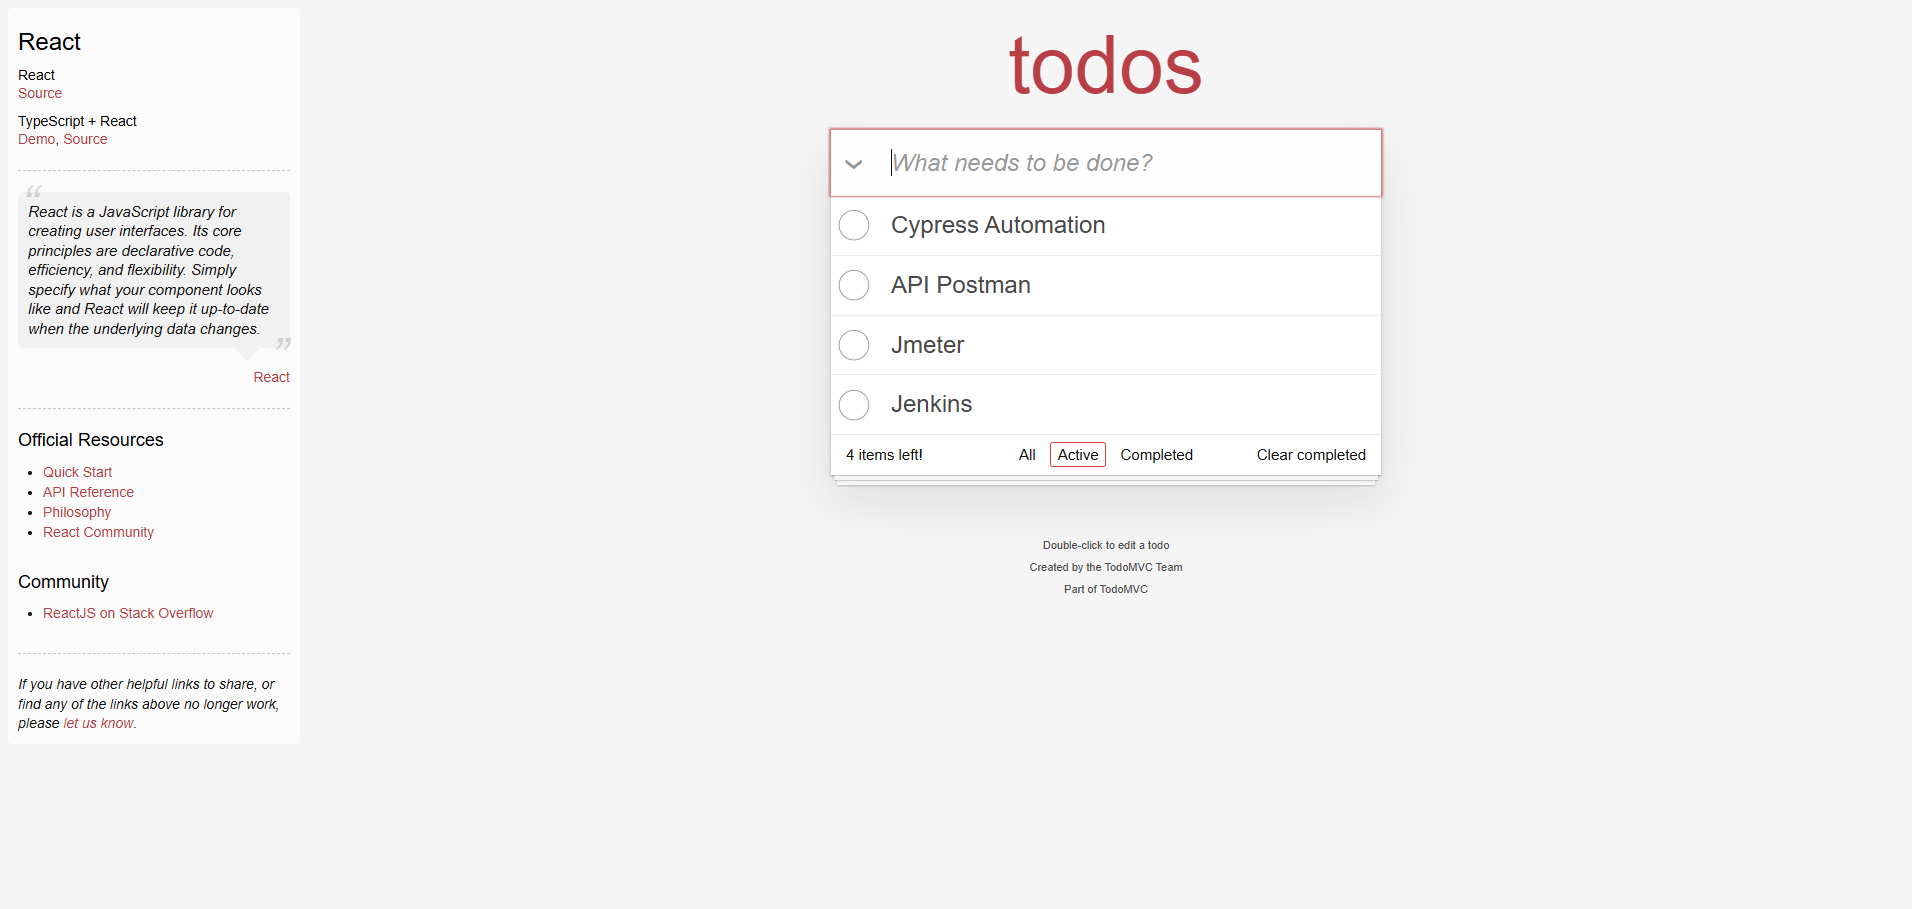 React
React
Source
TypeScript + React
Demo, Source
“
React is a JavaScript library for
creating user interfaces. Its core
principles are declarative code,
efficiency, and flexibility. Simply
specify what your component looks
like and React will keep it up-to-date
when the underlying data changes.
”
React
Official Resources
• Quick Start
• API Reference
• Philosophy
• React Community
Community
• ReactJS on Stack Overflow
If you have other helpful links to share, or
find any of the links above no longer work,
please let us know.
todos
What needs to be done?
Cypress Automation
API Postman
Jmeter
Jenkins
4 items left! All Active Completed Clear completed
Double-click to edit a todo
Created by the TodoMVC Team
Part of TodoMVC